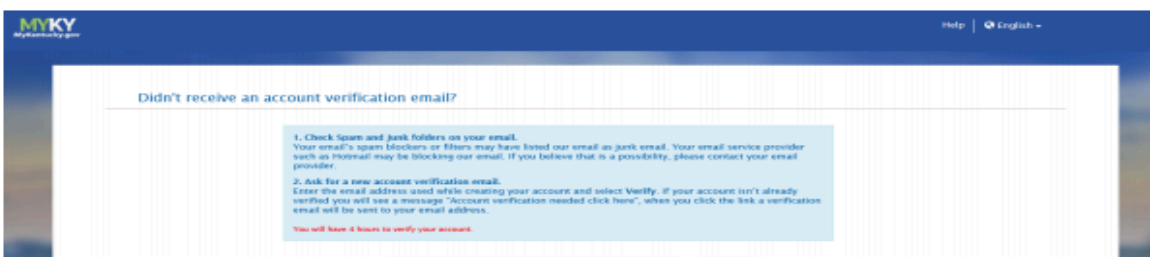 MYKY
MyKentucky.gov
Help | English
Didn't receive an account verification email?
1. Check Spam and Junk folders on your email.
Your email's spam blockers or filters may have listed our email as junk email. Your email service provider
such as Hotmail may be blocking our email. If you believe that is a possibility, please contact your email
provider.
2. Ask for a new account verification email.
Enter the email address used while creating your account and select Verify. If your account isn't already
verified you will see a message "Account verification needed click here", when you click the link a verification
email will be sent to your email address.
You will have 4 hours to verify your account.